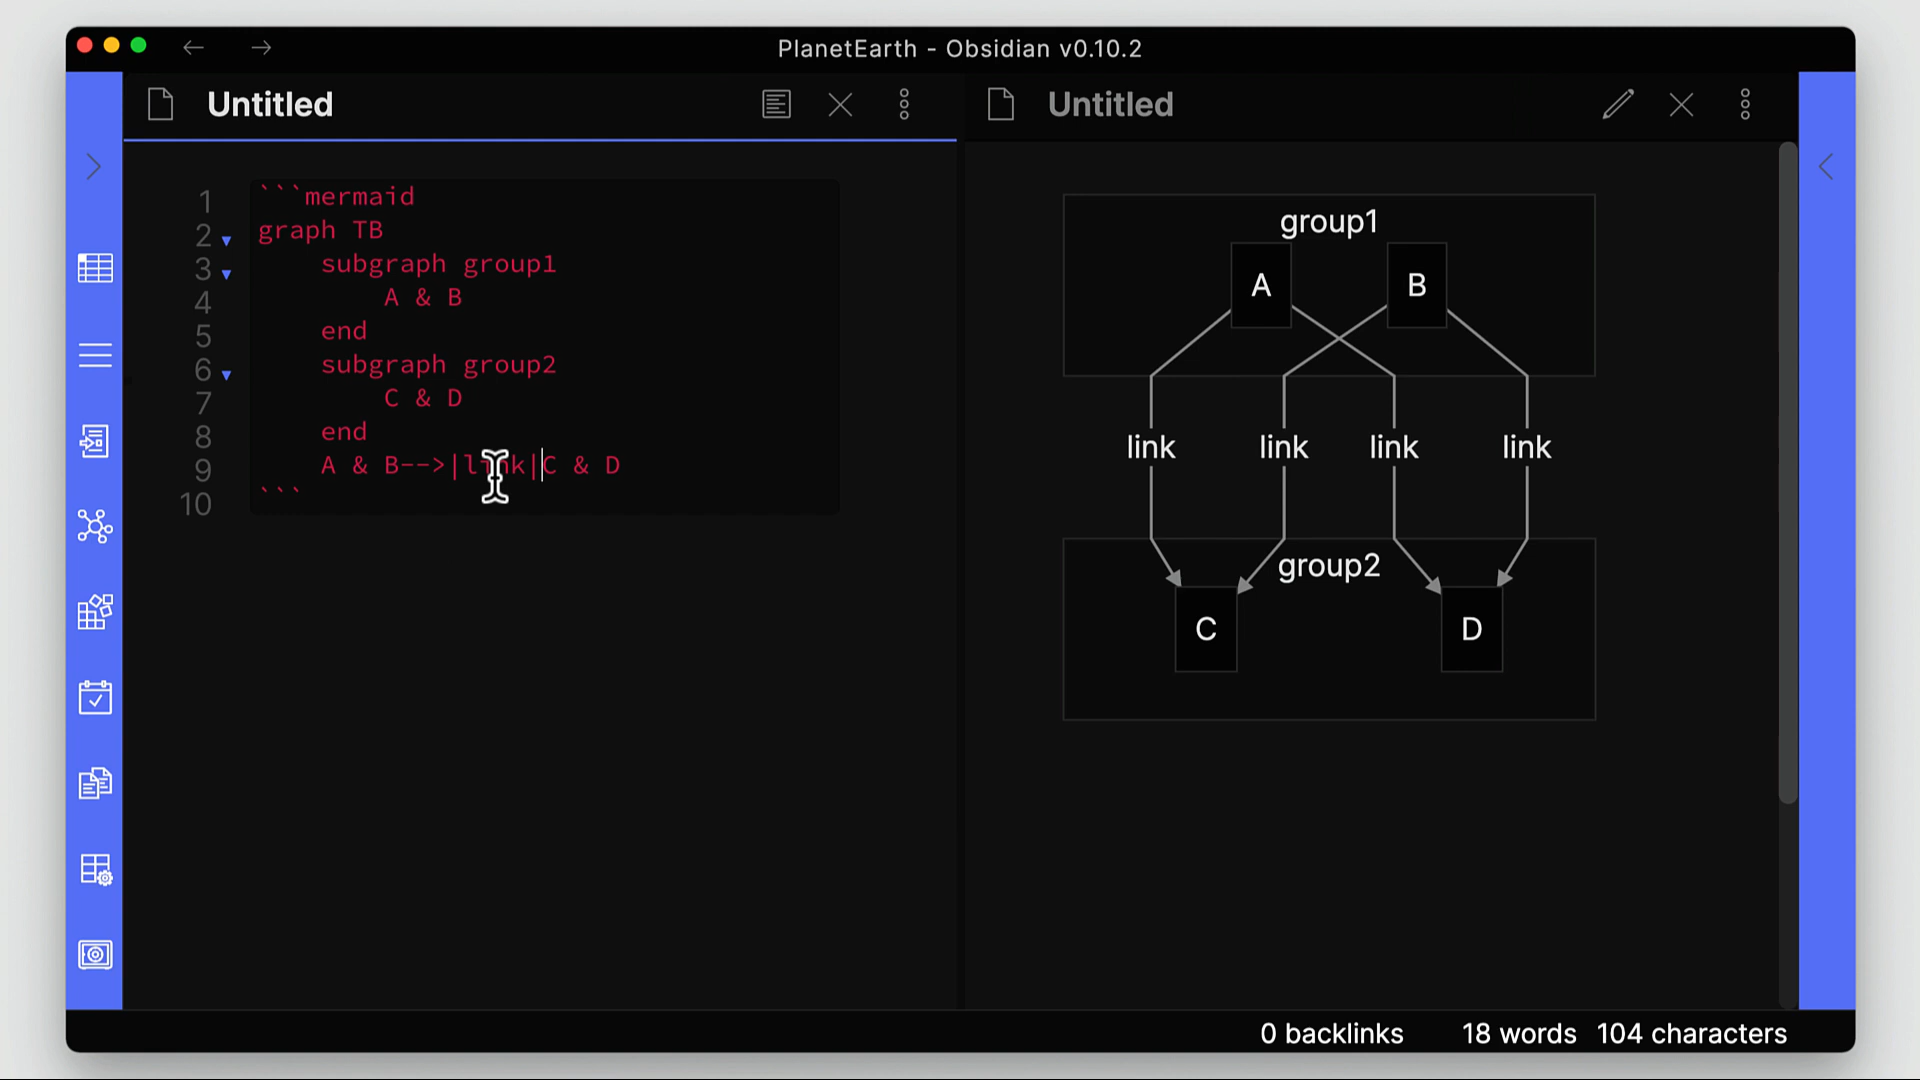 PlanetEarth - Obsidian v0.10.2
Untitled
1 ```mermaid
2 graph TB
3 subgraph group1
4 A & B
5 end
6 subgraph group2
7 C & D
8 end
9 A & B-->|link|C & D
10 ```
Untitled
group1
A B
link link link link
group2
C D
0 backlinks 18 words 104 characters